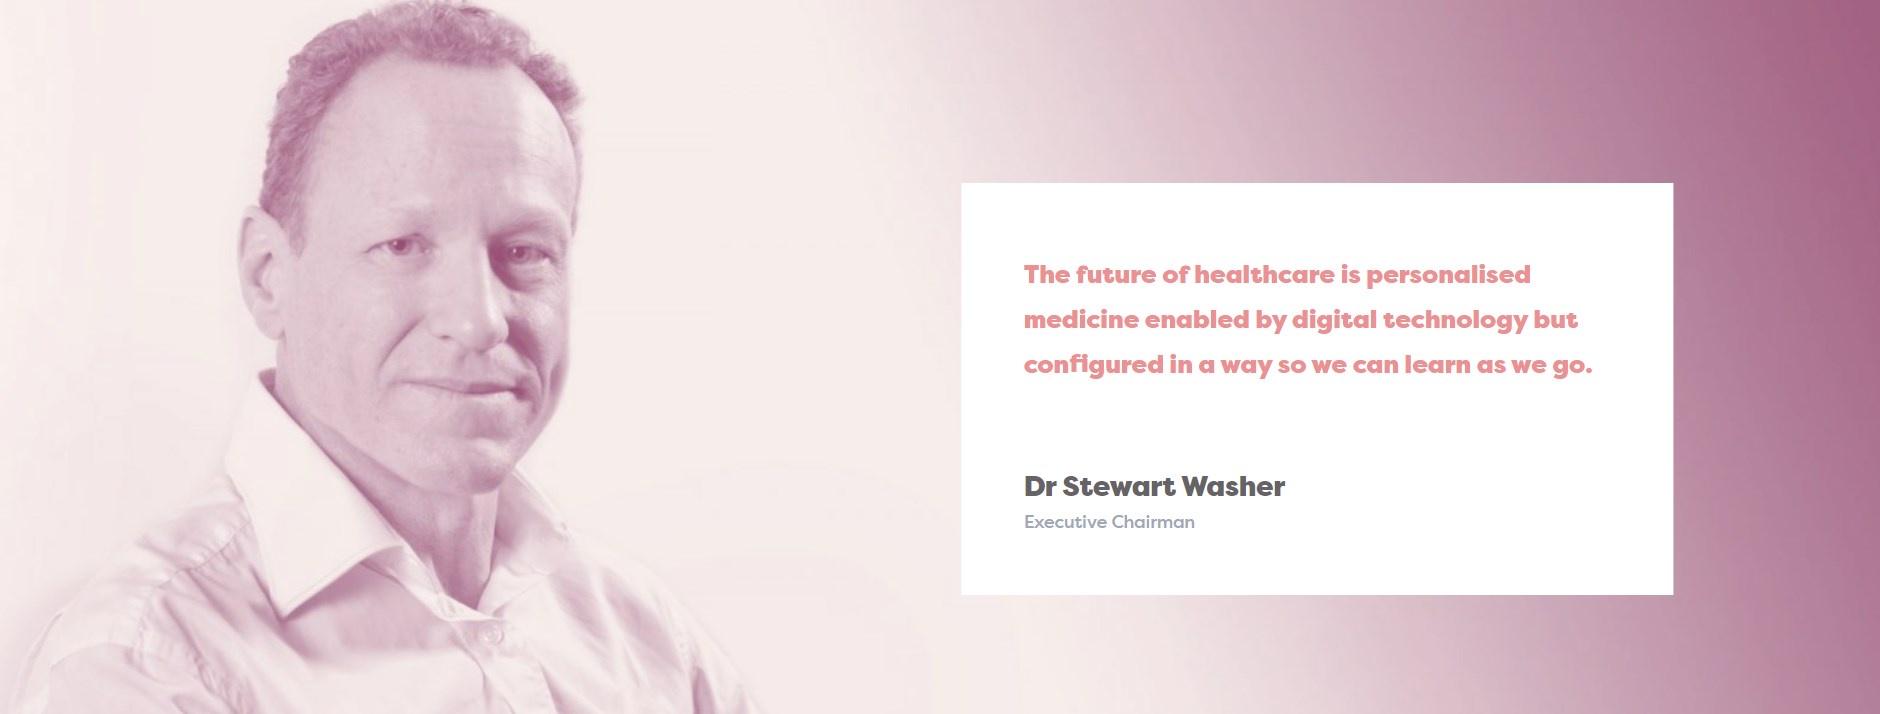 The future of healthcare is personalised
medicine enabled by digital technology but
configured in a way so we can learn as we go.
Dr Stewart Washer
Executive Chairman